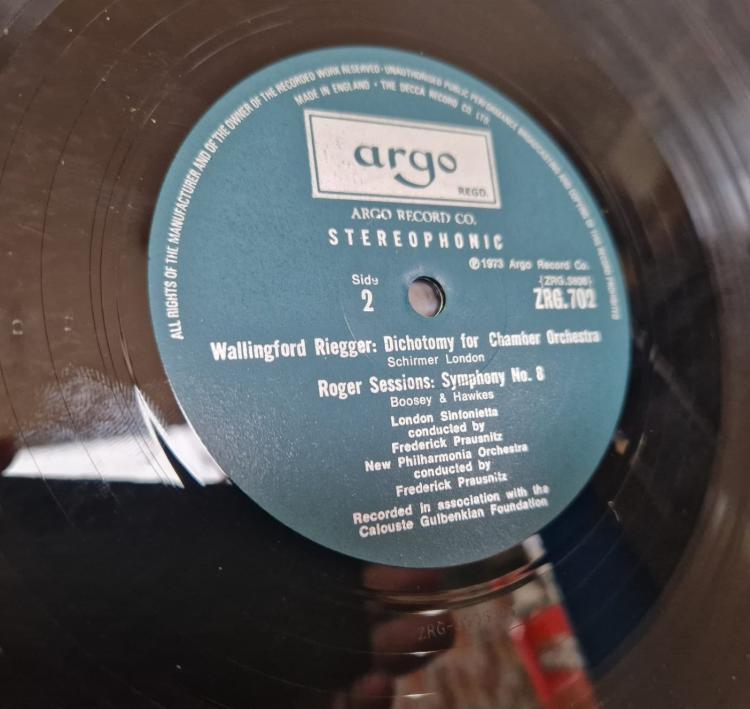 ALL RIGHTS OF THE MANUFACTURER AND OF THE OWNER OF THE RECORDED WORK RESERVED · UNAUTHORISED PUBLIC PERFORMANCE BROADCASTING AND COPYING OF THIS RECORD PROHIBITED
MADE IN ENGLAND · THE DECCA RECORD CO LTD
argo
REGD.
ARGO RECORD CO.
STEREOPHONIC
Ⓟ1973 Argo Record Co.
Side
2
ZRG.702
Wallingford Riegger: Dichotomy for Chamber Orchestra
Schirmer London
Roger Sessions: Symphony No. 8
Boosey & Hawkes
London Sinfonietta
conducted by
Frederick Prausnitz
New Philharmonia Orchestra
conducted by
Frederick Prausnitz
Recorded in association with the
Calouste Gulbenkian Foundation
ZRG-